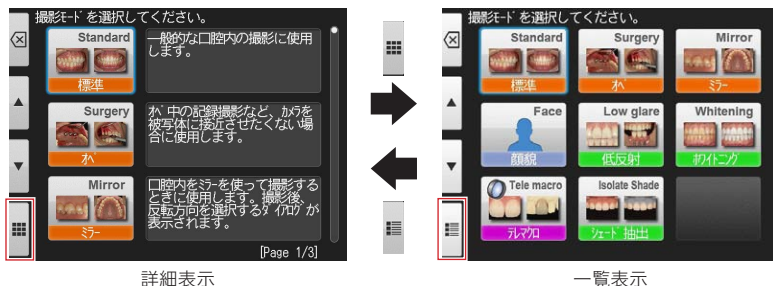 撮影ﾓｰﾄﾞを選択してください。
Standard
標準
一般的な口腔内の撮影に使用
します。
Surgery
ｵﾍﾟ
ｵﾍﾟ中の記録撮影など、ｶﾒﾗを
被写体に接近させたくない場
合に使用します。
Mirror
ﾐﾗｰ
口腔内をﾐﾗｰを使って撮影する
ときに使用します。撮影後、
反転方向を選択するﾀﾞｲｱﾛｸﾞが
表示されます。
[Page 1/3]
詳細表示
撮影ﾓｰﾄﾞを選択してください。
Standard
標準
Surgery
ｵﾍﾟ
Mirror
ﾐﾗｰ
Face
顔貌
Low glare
低反射
Whitening
ﾎﾜｲﾄﾆﾝｸﾞ
Tele macro
ﾃﾚﾏｸﾛ
Isolate Shade
ｼｪｰﾄﾞ抽出
一覧表示